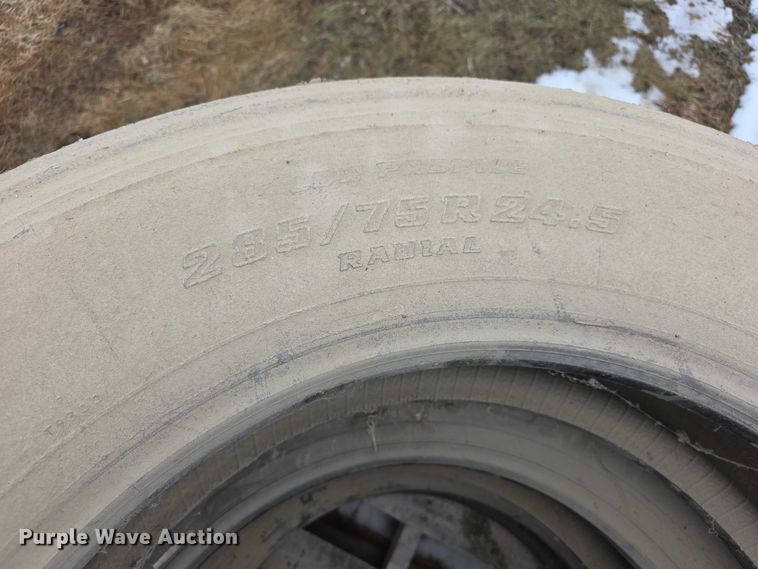 LOW PROFILE
285/75R24.5
RADIAL
Purple Wave Auction